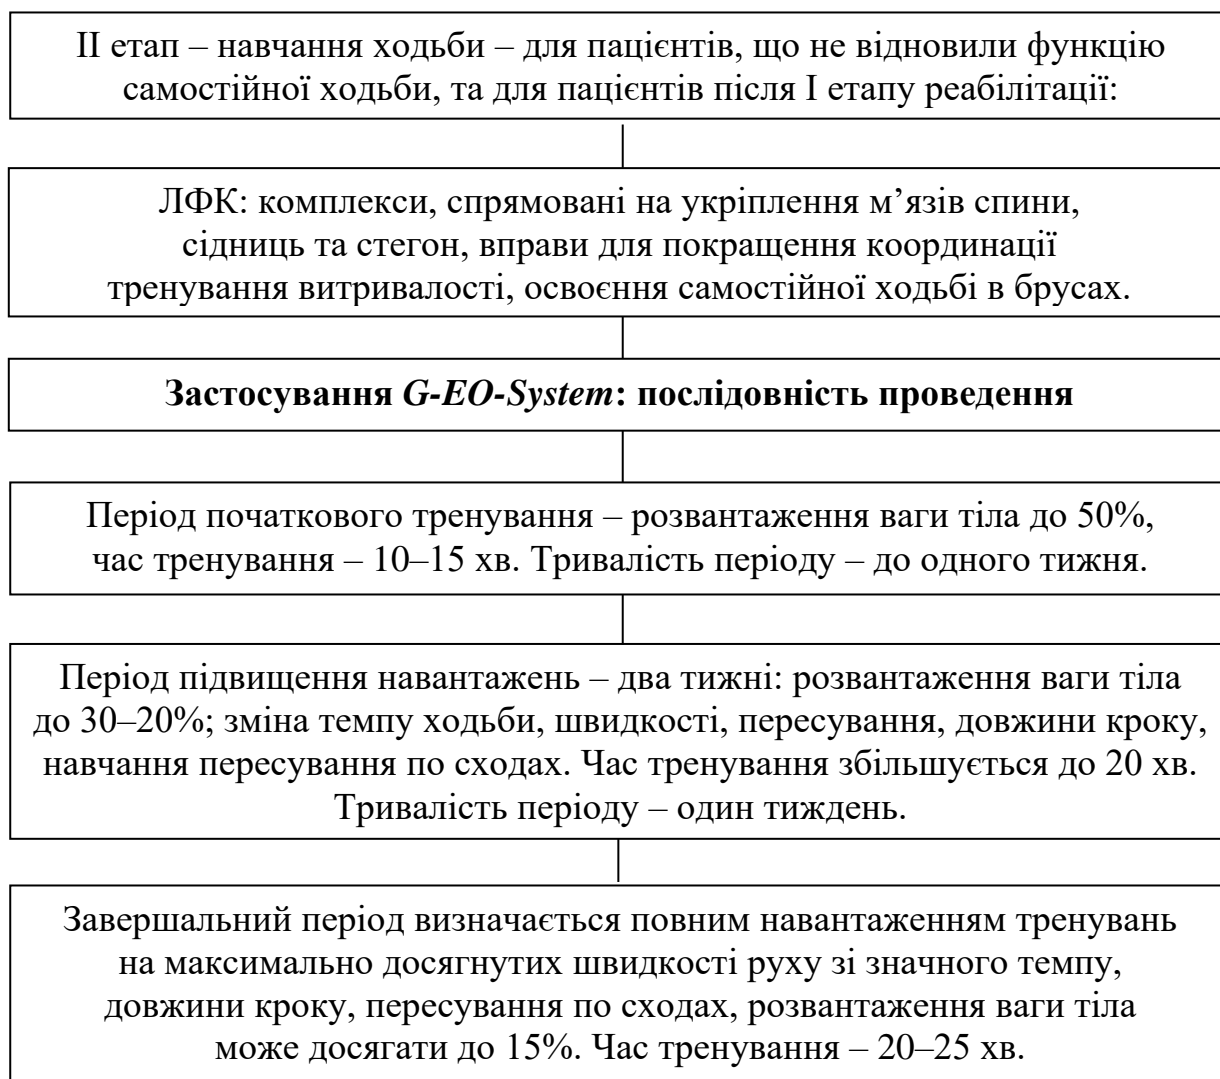 ІІ етап – навчання ходьби – для пацієнтів, що не відновили функцію
самостійної ходьби, та для пацієнтів після І етапу реабілітації:
ЛФК: комплекси, спрямовані на укріплення м’язів спини,
сідниць та стегон, вправи для покращення координації
тренування витривалості, освоєння самостійної ходьбі в брусах.
Застосування G-EO-System: послідовність проведення
Період початкового тренування – розвантаження ваги тіла до 50%,
час тренування – 10–15 хв. Тривалість періоду – до одного тижня.
Період підвищення навантажень – два тижні: розвантаження ваги тіла
до 30–20%; зміна темпу ходьби, швидкості, пересування, довжини кроку,
навчання пересування по сходах. Час тренування збільшується до 20 хв.
Тривалість періоду – один тиждень.
Завершальний період визначається повним навантаженням тренувань
на максимально досягнутих швидкості руху зі значного темпу,
довжини кроку, пересування по сходах, розвантаження ваги тіла
може досягати до 15%. Час тренування – 20–25 хв.